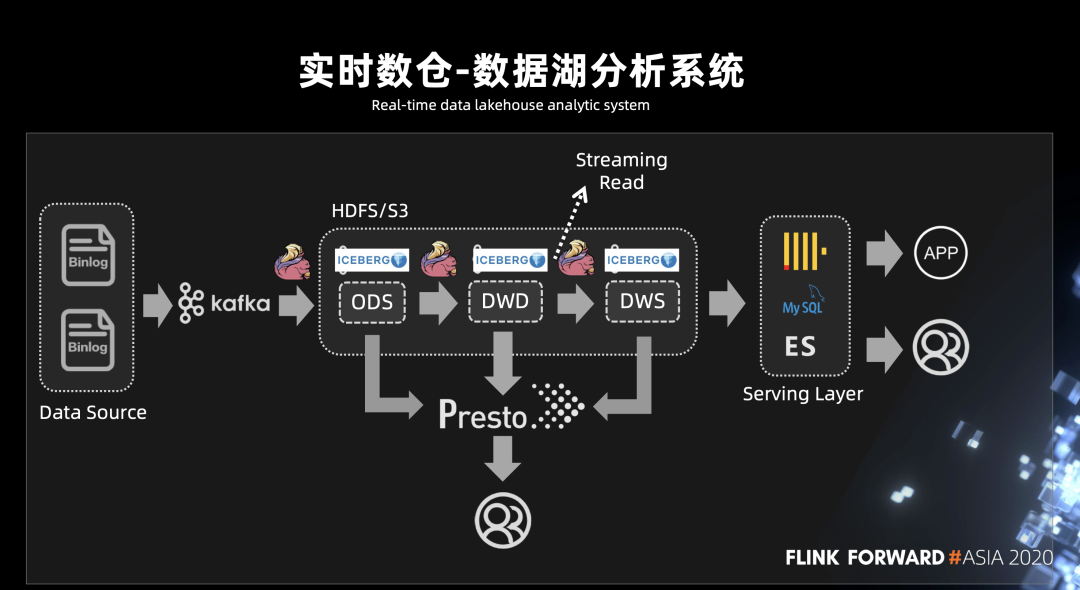 实时数仓-数据湖分析系统
Real-time data lakehouse analytic system
Streaming
Read
HDFS/S3
Binlog
Binlog
Data Source
kafka
ICEBERG
ICEBERG
ICEBERG
ODS
DWD
DWS
Presto
MySQL
ES
Serving Layer
APP
FLINK FORWARD #ASIA 2020